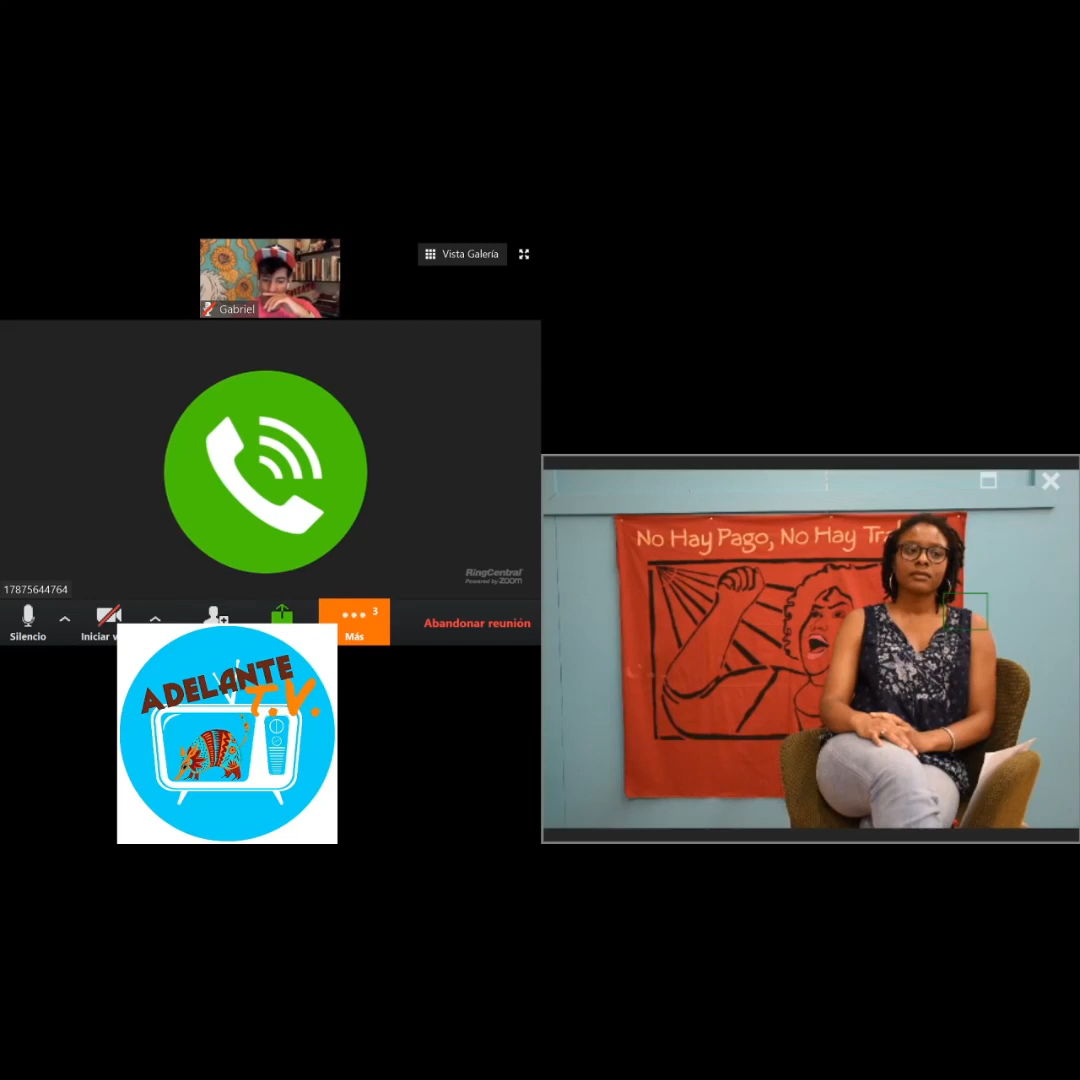 Vista Galería
Gabriel
17875644764
RingCentral
Powered by zoom
Silencio
Iniciar
3
Más
Abandonar reunión
ADELANTE
T.V.
No Hay Pago, No Hay